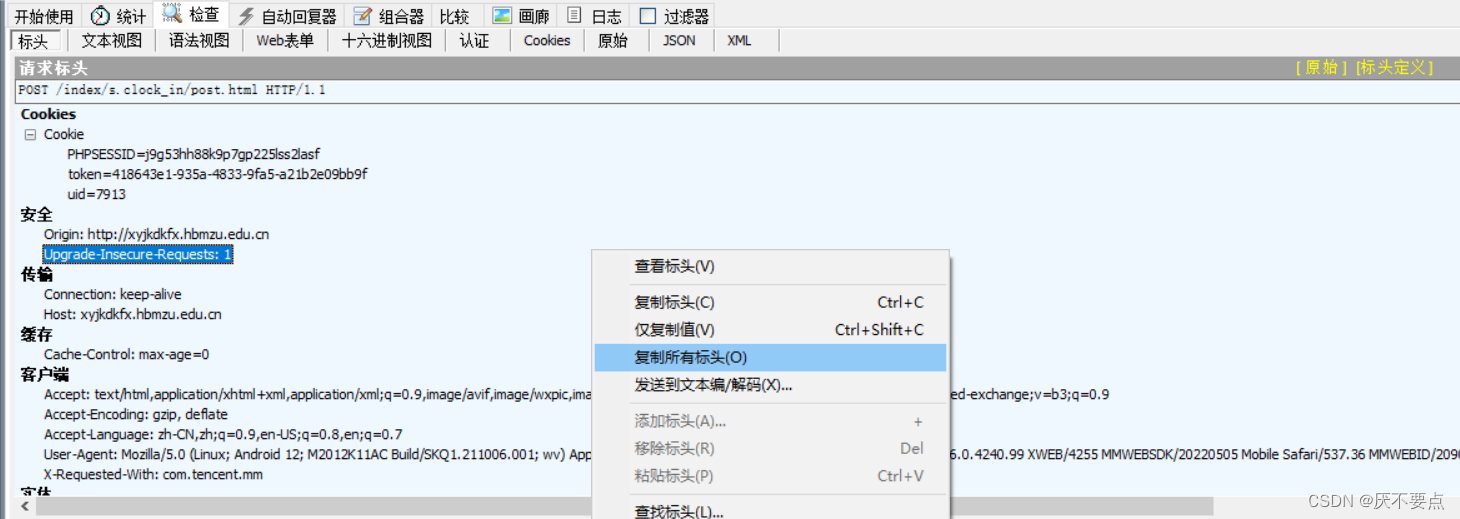 开始使用 统计 检查 自动回复器 组合器 比较 画廊 日志 过滤器
标头 文本视图 语法视图 Web表单 十六进制视图 认证 Cookies 原始 JSON XML
请求标头 [ 原始 ] [标头定义]
POST /index/s.clock_in/post.html HTTP/1.1
Cookies
Cookie
PHPSESSID=j9g53hh88k9p7gp225lss2lasf
token=418643e1-935a-4833-9fa5-a21b2e09bb9f
uid=7913
安全
Origin: http://xyjkdkfx.hbmzu.edu.cn
Upgrade-Insecure-Requests: 1
传输
Connection: keep-alive
Host: xyjkdkfx.hbmzu.edu.cn
缓存
Cache-Control: max-age=0
客户端
Accept: text/html,application/xhtml+xml,application/xml;q=0.9,image/avif,image/wxpic,ima ed-exchange;v=b3;q=0.9
Accept-Encoding: gzip, deflate
Accept-Language: zh-CN,zh;q=0.9,en-US;q=0.8,en;q=0.7
User-Agent: Mozilla/5.0 (Linux; Android 12; M2012K11AC Build/SKQ1.211006.001; wv) App 6.0.4240.99 XWEB/4255 MMWEBSDK/20220505 Mobile Safari/537.36 MMWEBID/209
X-Requested-With: com.tencent.mm
实体
查看标头(V)
复制标头(C) Ctrl+C
仅复制值(V) Ctrl+Shift+C
复制所有标头(O)
发送到文本编/解码(X)...
添加标头(A)... +
移除标头(R) Del
粘贴标头(P) Ctrl+V
查找标头(L)...
CSDN @厌不要点